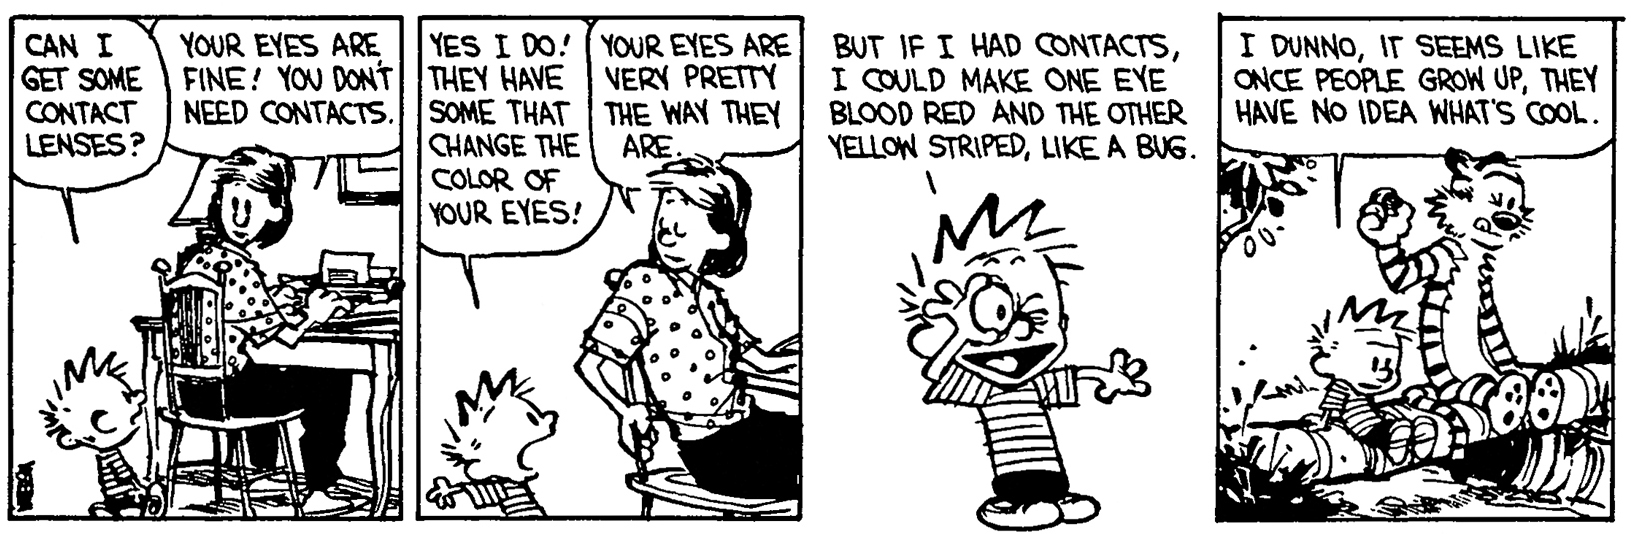 CAN I
GET SOME
CONTACT
LENSES?
YOUR EYES ARE
FINE! YOU DON'T
NEED CONTACTS.
YES I DO!
THEY HAVE
SOME THAT
CHANGE THE
COLOR OF
YOUR EYES!
YOUR EYES ARE
VERY PRETTY
THE WAY THEY
ARE.
BUT IF I HAD CONTACTS,
I COULD MAKE ONE EYE
BLOOD RED AND THE OTHER
YELLOW STRIPED, LIKE A BUG.
I DUNNO, IT SEEMS LIKE
ONCE PEOPLE GROW UP, THEY
HAVE NO IDEA WHAT'S COOL.